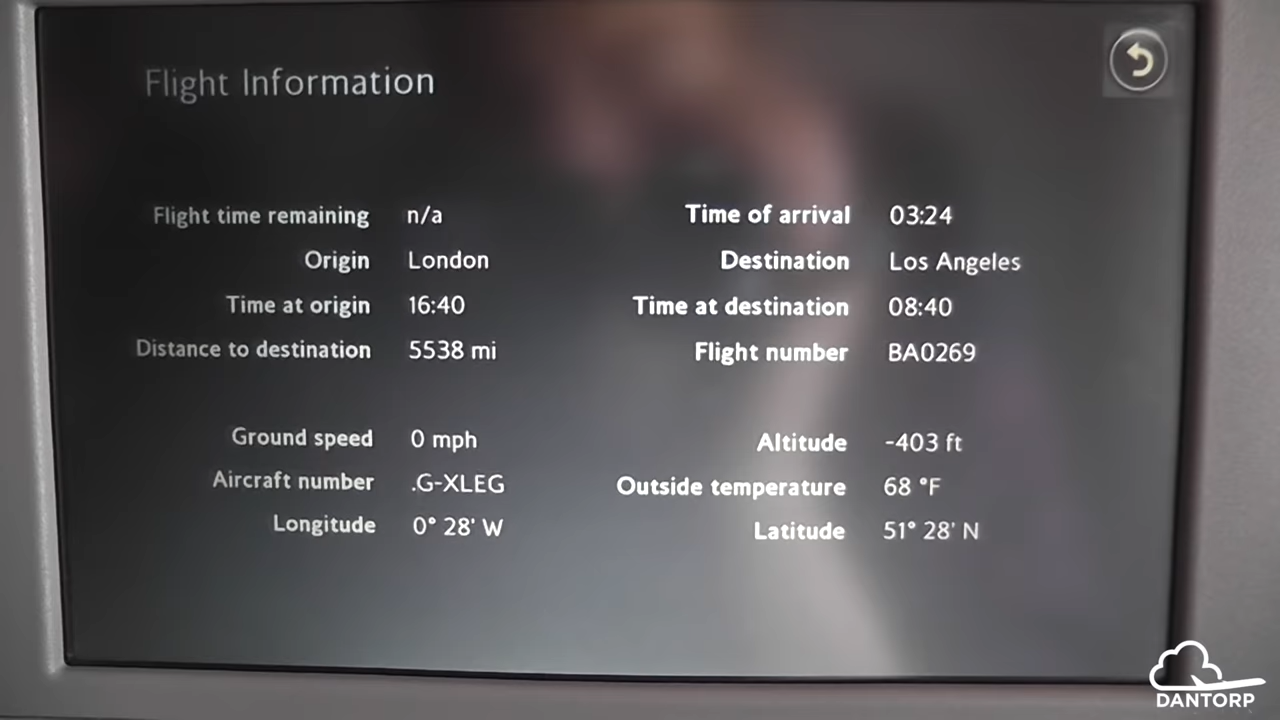 Flight Information
Flight time remaining n/a Time of arrival 03:24
Origin London Destination Los Angeles
Time at origin 16:40 Time at destination 08:40
Distance to destination 5538 mi Flight number BA0269
Ground speed 0 mph Altitude -403 ft
Aircraft number .G-XLEG Outside temperature 68 °F
Longitude 0° 28' W Latitude 51° 28' N
DANTORP